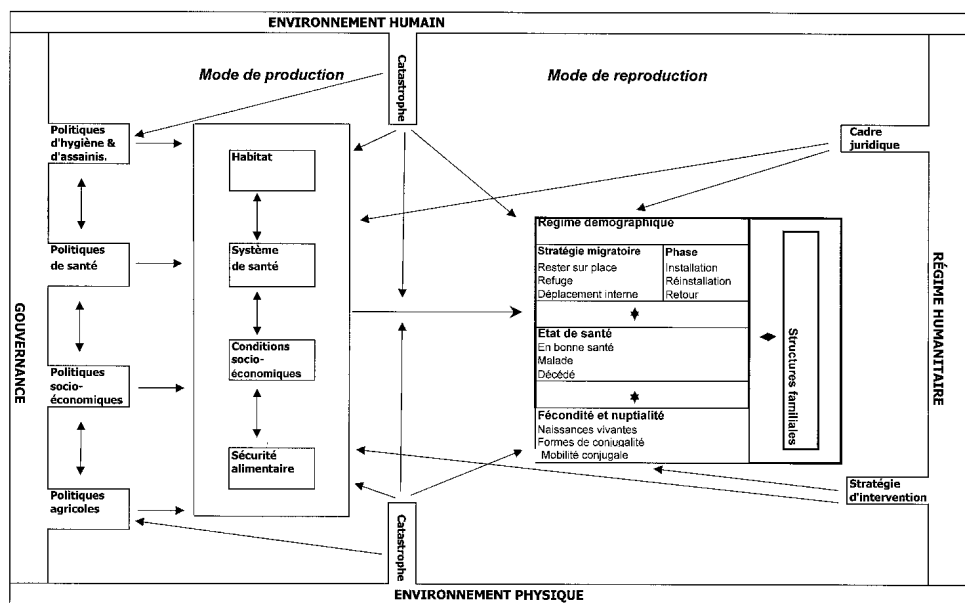 ENVIRONNEMENT HUMAIN
Mode de production
Catastrophe
Mode de reproduction
GOUVERNANCE
Politiques
d'hygiène &
d'assainis.
Politiques
de santé
Politiques
socio-
économiques
Politiques
agricoles
Habitat
Système
de santé
Conditions
socio-
économiques
Sécurité
alimentaire
Régime démographique
Stratégie migratoire
Rester sur place
Refuge
Déplacement interne
Phase
Installation
Réinstallation
Retour
Etat de santé
En bonne santé
Malade
Décédé
Fécondité et nuptialité
Naissances vivantes
Formes de conjugalité
Mobilité conjugale
Structures familiales
Cadre
juridique
Stratégie
d'intervention
RÉGIME HUMANITAIRE
Catastrophe
ENVIRONNEMENT PHYSIQUE